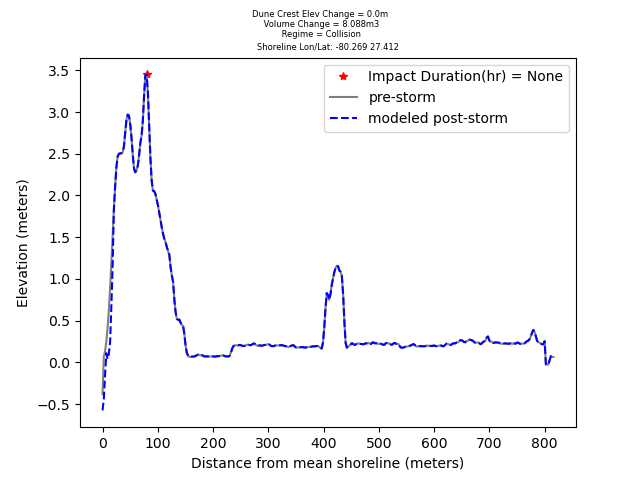 Dune Crest Elev Change = 0.0m
Volume Change = 8.088m3
Regime = Collision
Shoreline Lon/Lat: -80.269 27.412
Impact Duration(hr) = None
pre-storm
modeled post-storm
3.5
3.0
2.5
2.0
1.5
1.0
0.5
0.0
−0.5
Elevation (meters)
0 100 200 300 400 500 600 700 800
Distance from mean shoreline (meters)